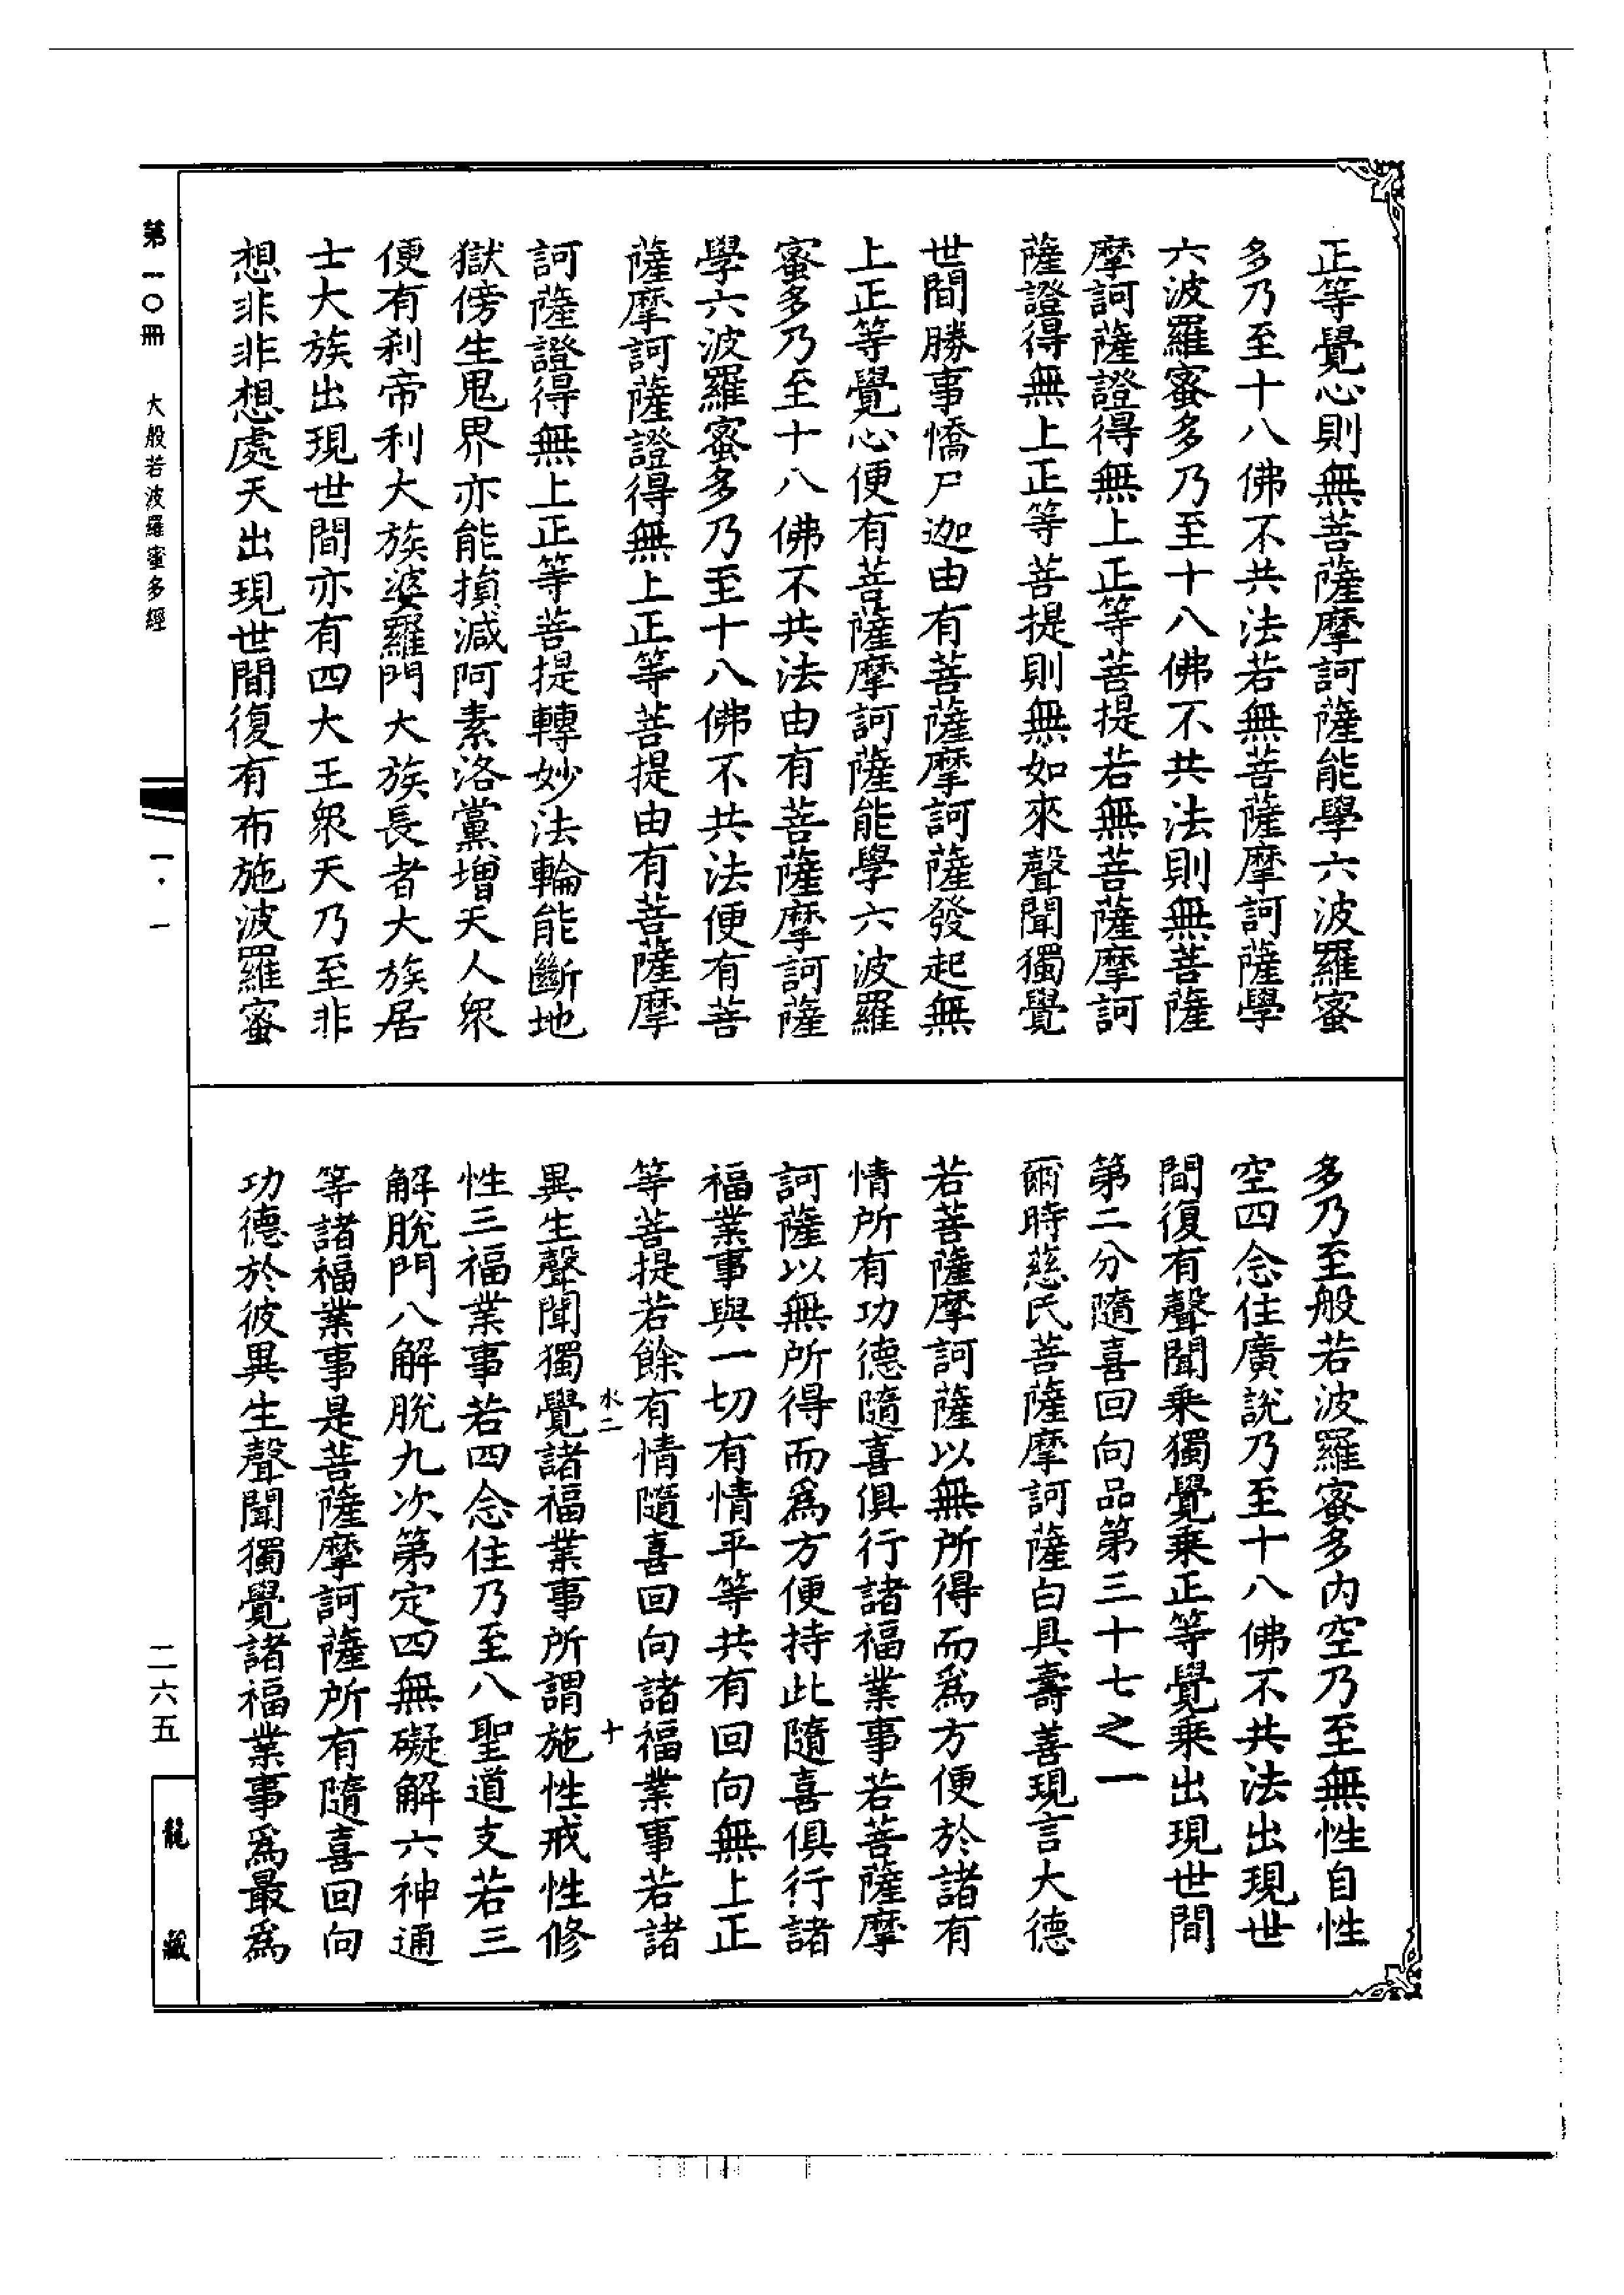 正等覺心則無菩薩摩訶薩能學六波羅蜜
多乃至十八佛不共法若無菩薩摩訶薩學
六波羅蜜多乃至十八佛不共法則無菩薩
摩訶薩證得無上正等菩提若無菩薩摩訶
薩證得無上正等菩提則無如來聲聞獨覺
世間勝事憍尸迦由有菩薩摩訶薩發起無
上正等覺心便有菩薩摩訶薩能學六波羅
蜜多乃至十八佛不共法由有菩薩摩訶薩
學六波羅蜜多乃至十八佛不共法便有菩
薩摩訶薩證得無上正等菩提由有菩薩摩
訶薩證得無上正等菩提轉妙法輪能斷地
獄傍生鬼界亦能損減阿素洛黨增天人眾
便有剎帝利大族婆羅門大族長者大族居
士大族出現世間亦有四大王眾天乃至非
想非非想處天出現世間復有布施波羅蜜
多乃至般若波羅蜜多內空乃至無性自性
空四念住廣說乃至十八佛不共法出現世
間復有聲聞乘獨覺乘正等覺乘出現世間
第二分隨喜回向品第三十七之一
爾時慈氏菩薩摩訶薩白具壽善現言大德
若菩薩摩訶薩以無所得而為方便於諸有
情所有功德隨喜俱行諸福業事若菩薩摩
訶薩以無所得而為方便持此隨喜俱行諸
福業事與一切有情平等共有回向無上正
等菩提若餘有情隨喜回向諸福業事若諸
水二 十
異生聲聞獨覺諸福業事所謂施性戒性修
性三福業事若四念住乃至八聖道支若三
解脫門八解脫九次第定四無礙解六神通
等諸福業事是菩薩摩訶薩所有隨喜回向
功德於彼異生聲聞獨覺諸福業事為最為
第一〇冊 大般若波羅蜜多經 一·一 二六五 龍藏